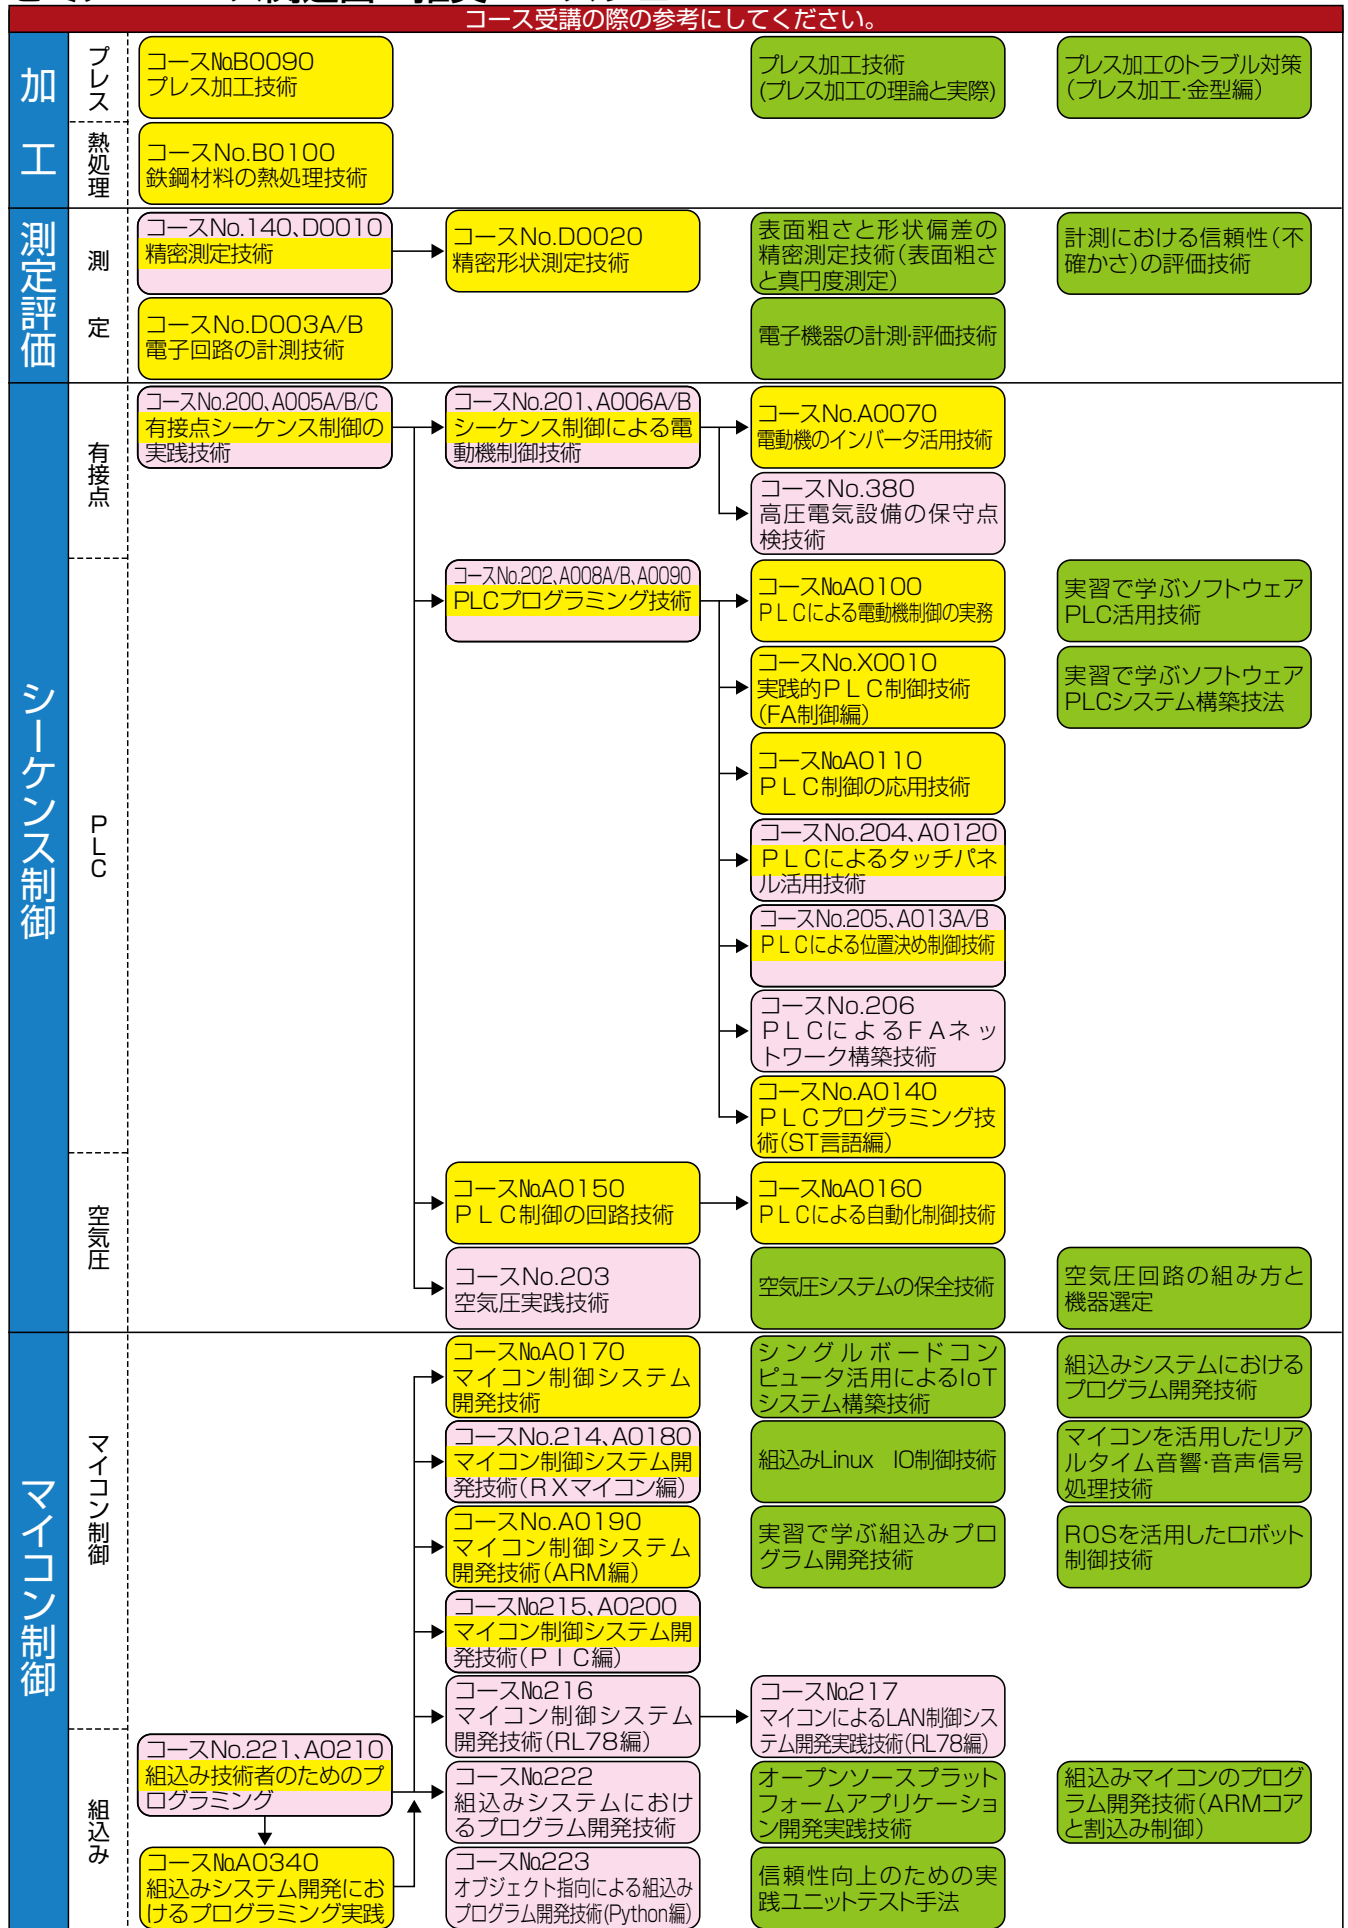 コース受講の際の参考にしてください。
加工
プレス
コースNo.B0090
プレス加工技術
プレス加工技術
(プレス加工の理論と実際)
プレス加工のトラブル対策
(プレス加工・金型編)
熱処理
コースNo.B0100
鉄鋼材料の熱処理技術
測定評価
測定
コースNo.140、D0010
精密測定技術
コースNo.D0020
精密形状測定技術
表面粗さと形状偏差の
精密測定技術(表面粗さ
と真円度測定)
計測における信頼性(不
確かさ)の評価技術
コースNo.D003A/B
電子回路の計測技術
電子機器の計測・評価技術
シーケンス制御
有接点
コースNo.200、A005A/B/C
有接点シーケンス制御の
実践技術
コースNo.201、A006A/B
シーケンス制御による電
動機制御技術
コースNo.A0070
電動機のインバータ活用技術
コースNo.380
高圧電気設備の保守点
検技術
PLC
コースNo.202、A008A/B、A0090
PLCプログラミング技術
コースNo.A0100
PLCによる電動機制御の実務
実習で学ぶソフトウェア
PLC活用技術
コースNo.X0010
実践的PLC制御技術
(FA制御編)
実習で学ぶソフトウェア
PLCシステム構築技法
コースNo.A0110
PLC制御の応用技術
コースNo.204、A0120
PLCによるタッチパネ
ル活用技術
コースNo.205、A013A/B
PLCによる位置決め制御技術
コースNo.206
PLCによるFAネッ
トワーク構築技術
コースNo.A0140
PLCプログラミング技
術(ST言語編)
空気圧
コースNo.A0150
PLC制御の回路技術
コースNo.A0160
PLCによる自動化制御技術
コースNo.203
空気圧実践技術
空気圧システムの保全技術
空気圧回路の組み方と
機器選定
マイコン制御
マイコン制御
コースNo.A0170
マイコン制御システム
開発技術
シングルボードコン
ピュータ活用によるIoT
システム構築技術
組込みシステムにおける
プログラム開発技術
コースNo.214、A0180
マイコン制御システム開
発技術(RXマイコン編)
組込みLinux IO制御技術
マイコンを活用したリア
ルタイム音響・音声信号
処理技術
コースNo.A0190
マイコン制御システム
開発技術(ARM編)
実習で学ぶ組込みプロ
グラム開発技術
ROSを活用したロボット
制御技術
コースNo.215、A0200
マイコン制御システム開
発技術(PIC編)
コースNo.216
マイコン制御システム
開発技術(RL78編)
コースNo.217
マイコンによるLAN制御シス
テム開発実践技術(RL78編)
組込み
コースNo.221、A0210
組込み技術者のためのプ
ログラミング
コースNo.222
組込みシステムにおけ
るプログラム開発技術
オープンソースプラット
フォームアプリケーショ
ン開発実践技術
組込みマイコンのプログ
ラム開発技術(ARMコア
と割込み制御)
コースNo.A0340
組込みシステム開発にお
けるプログラミング実践
コースNo.223
オブジェクト指向による組込み
プログラム開発技術(Python編)
信頼性向上のための実
践ユニットテスト手法